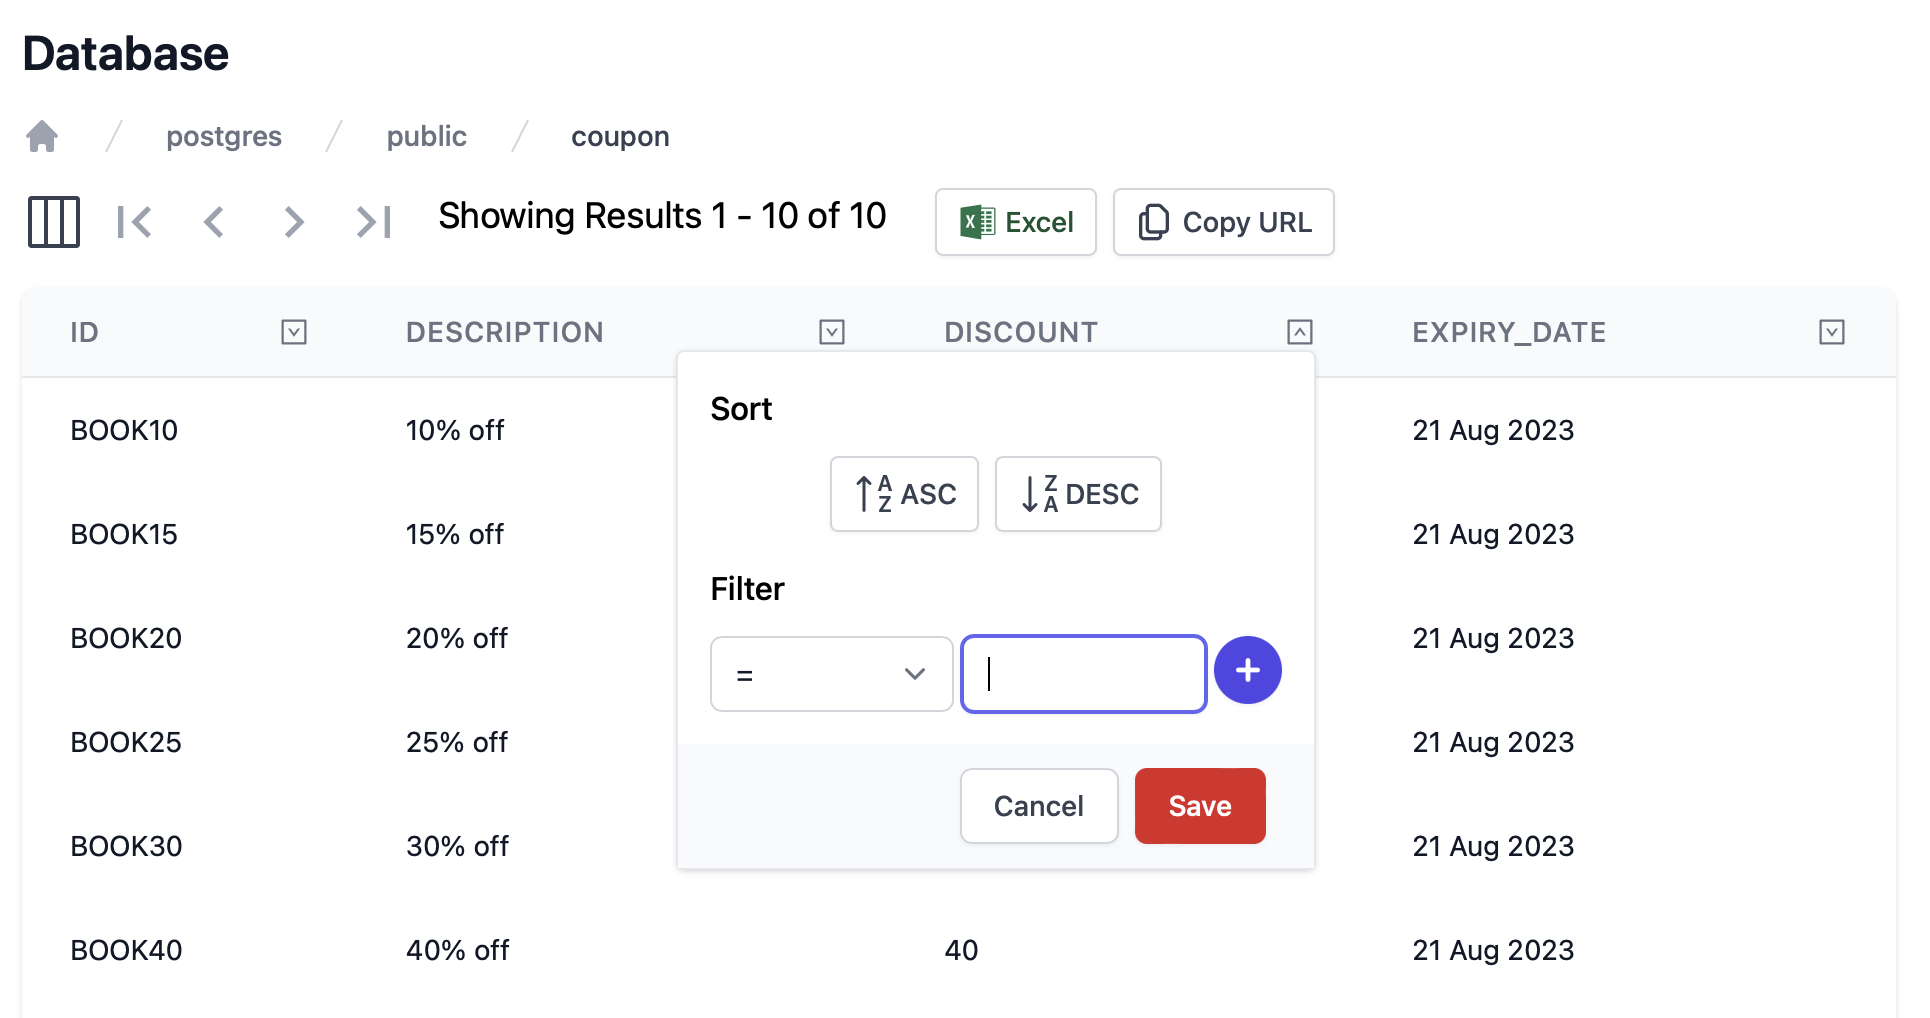 Database
postgres / public / coupon
Showing Results 1 - 10 of 10 Excel Copy URL
ID DESCRIPTION DISCOUNT EXPIRY_DATE
Sort
BOOK10 10% off 21 Aug 2023
ASC DESC
BOOK15 15% off 21 Aug 2023
Filter
BOOK20 20% off 21 Aug 2023
=
BOOK25 25% off 21 Aug 2023
Cancel Save
BOOK30 30% off 21 Aug 2023
BOOK40 40% off 40 21 Aug 2023